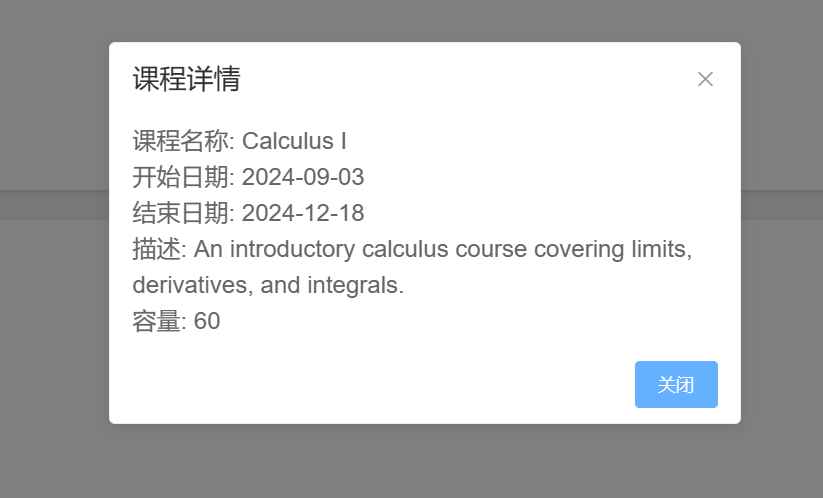 课程详情
课程名称: Calculus I
开始日期: 2024-09-03
结束日期: 2024-12-18
描述: An introductory calculus course covering limits,
derivatives, and integrals.
容量: 60
关闭